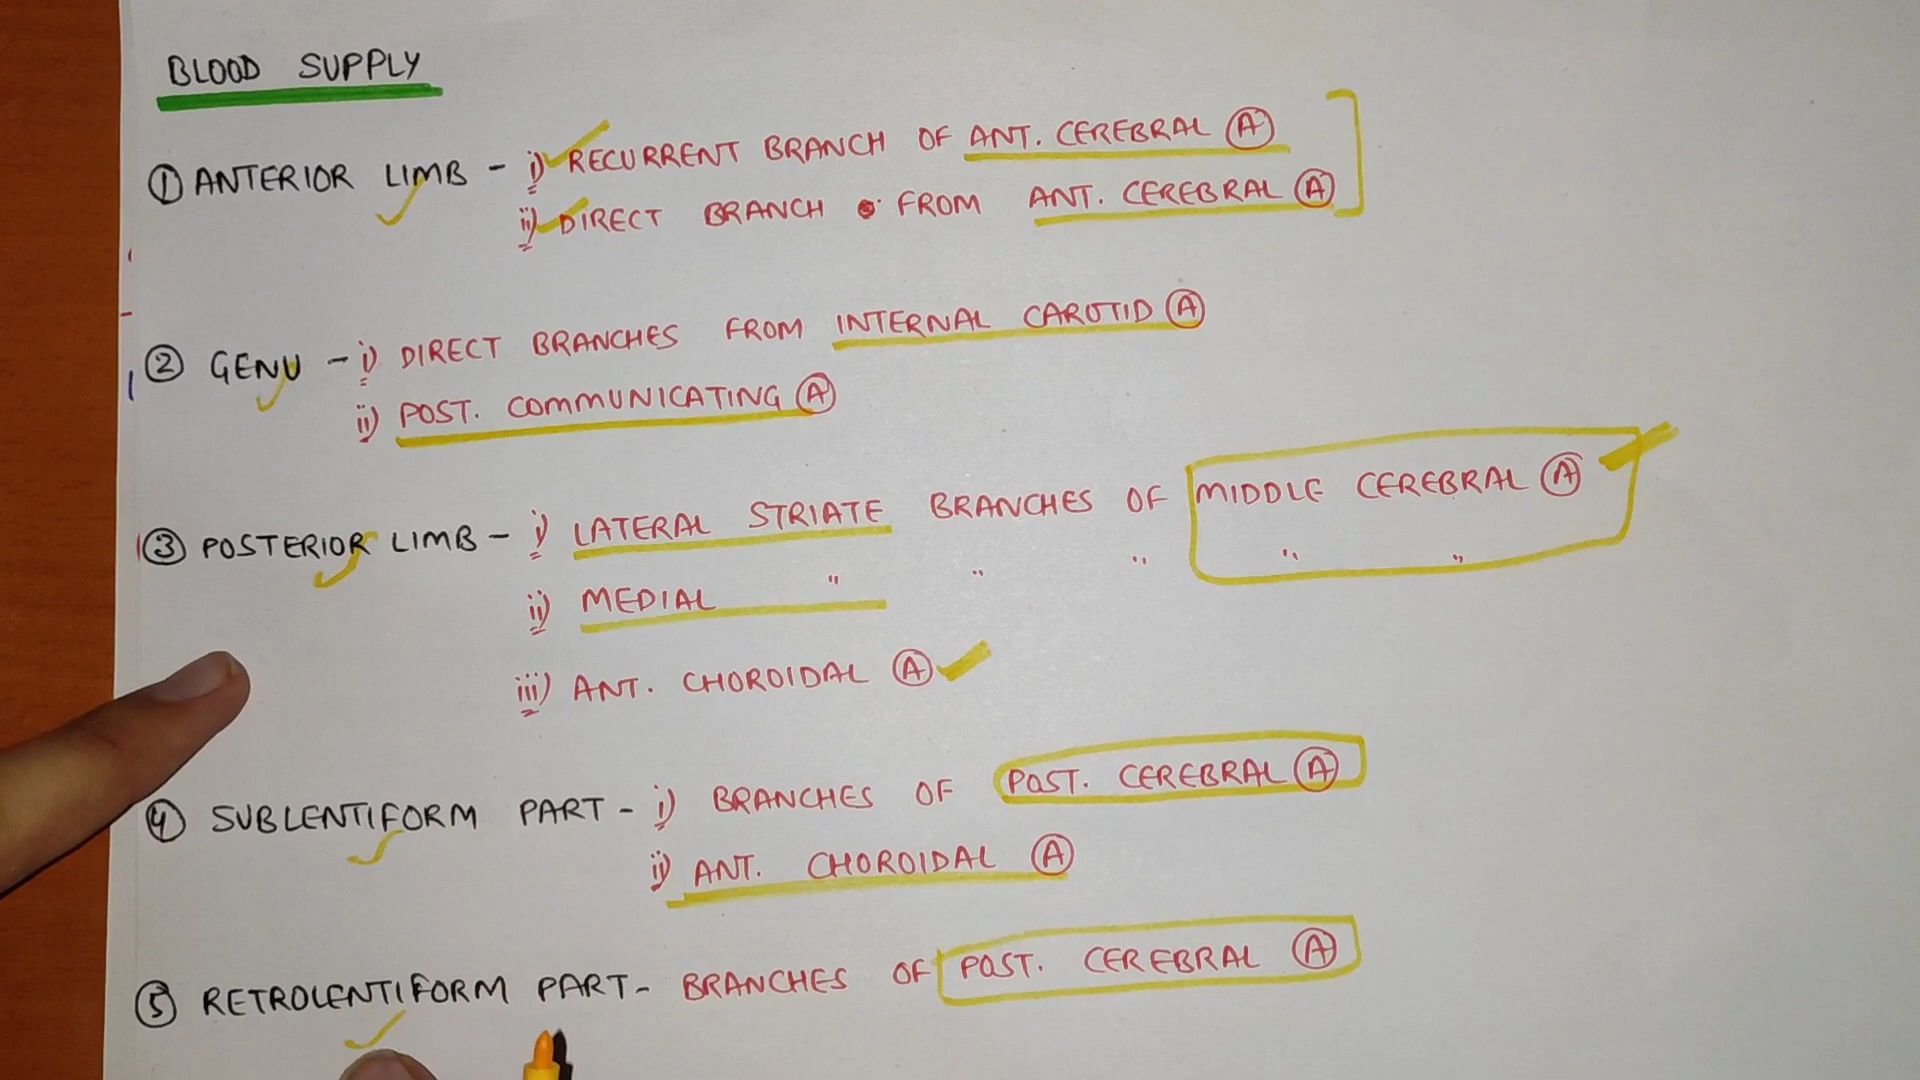 BLOOD SUPPLY
① ANTERIOR LIMB - i) RECURRENT BRANCH OF ANT. CEREBRAL Ⓐ
ii) DIRECT BRANCH FROM ANT. CEREBRAL Ⓐ
② GENU - i) DIRECT BRANCHES FROM INTERNAL CAROTID Ⓐ
ii) POST. COMMUNICATING Ⓐ
③ POSTERIOR LIMB - i) LATERAL STRIATE BRANCHES OF MIDDLE CEREBRAL Ⓐ
ii) MEDIAL " " " " "
iii) ANT. CHOROIDAL Ⓐ
④ SUBLENTIFORM PART - i) BRANCHES OF POST. CEREBRAL Ⓐ
ii) ANT. CHOROIDAL Ⓐ
⑤ RETROLENTIFORM PART - BRANCHES OF POST. CEREBRAL Ⓐ